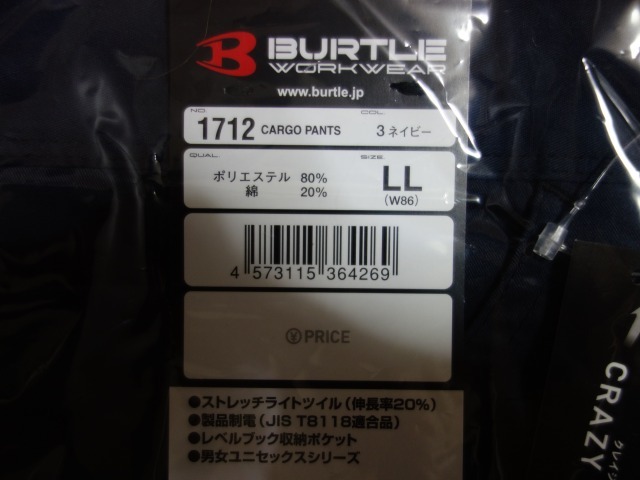 BURTLE
WORKWEAR
www.burtle.jp
NO. COL.
1712 CARGO PANTS 3 ネイビー
QUAL. SIZE
ポリエステル 80% LL
綿 20% (W86)
4 573115 364269
¥ PRICE
●ストレッチライトツイル(伸長率20%)
●製品制電(JIS T8118適合品)
●レベルブック収納ポケット
●男女ユニセックスシリーズ
CRAZY
クレイジ